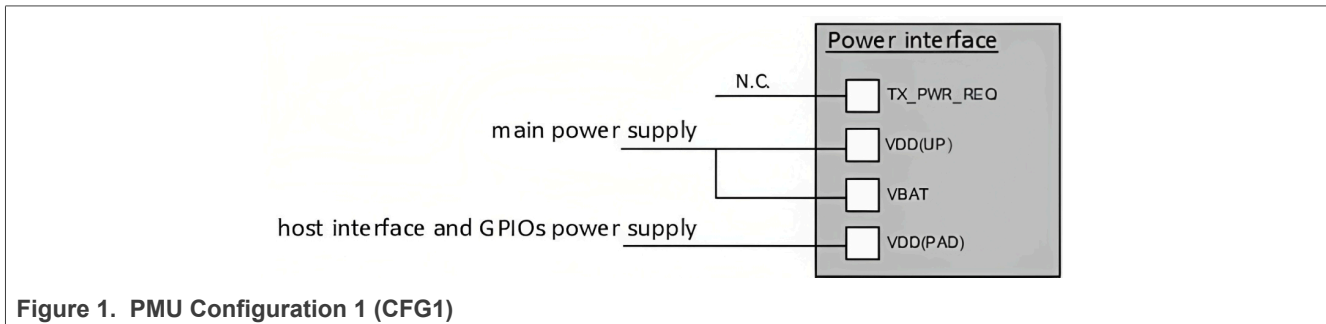 Power interface
N.C.
TX_PWR_REQ
main power supply
VDD(UP)
VBAT
host interface and GPIOs power supply
VDD(PAD)
Figure 1. PMU Configuration 1 (CFG1)